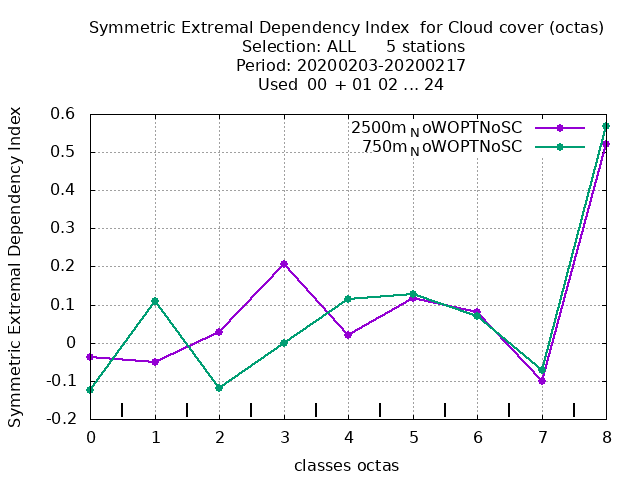 Symmetric Extremal Dependency Index  for Cloud cover (octas)
Selection: ALL      5 stations
Period: 20200203-20200217
Used  00  + 01 02 ... 24
Symmetric Extremal Dependency Index
0.6
0.5
0.4
0.3
0.2
0.1
0
-0.1
-0.2
2500m NoWOPTNoSC
750m NoWOPTNoSC
0 1 2 3 4 5 6 7 8
classes octas